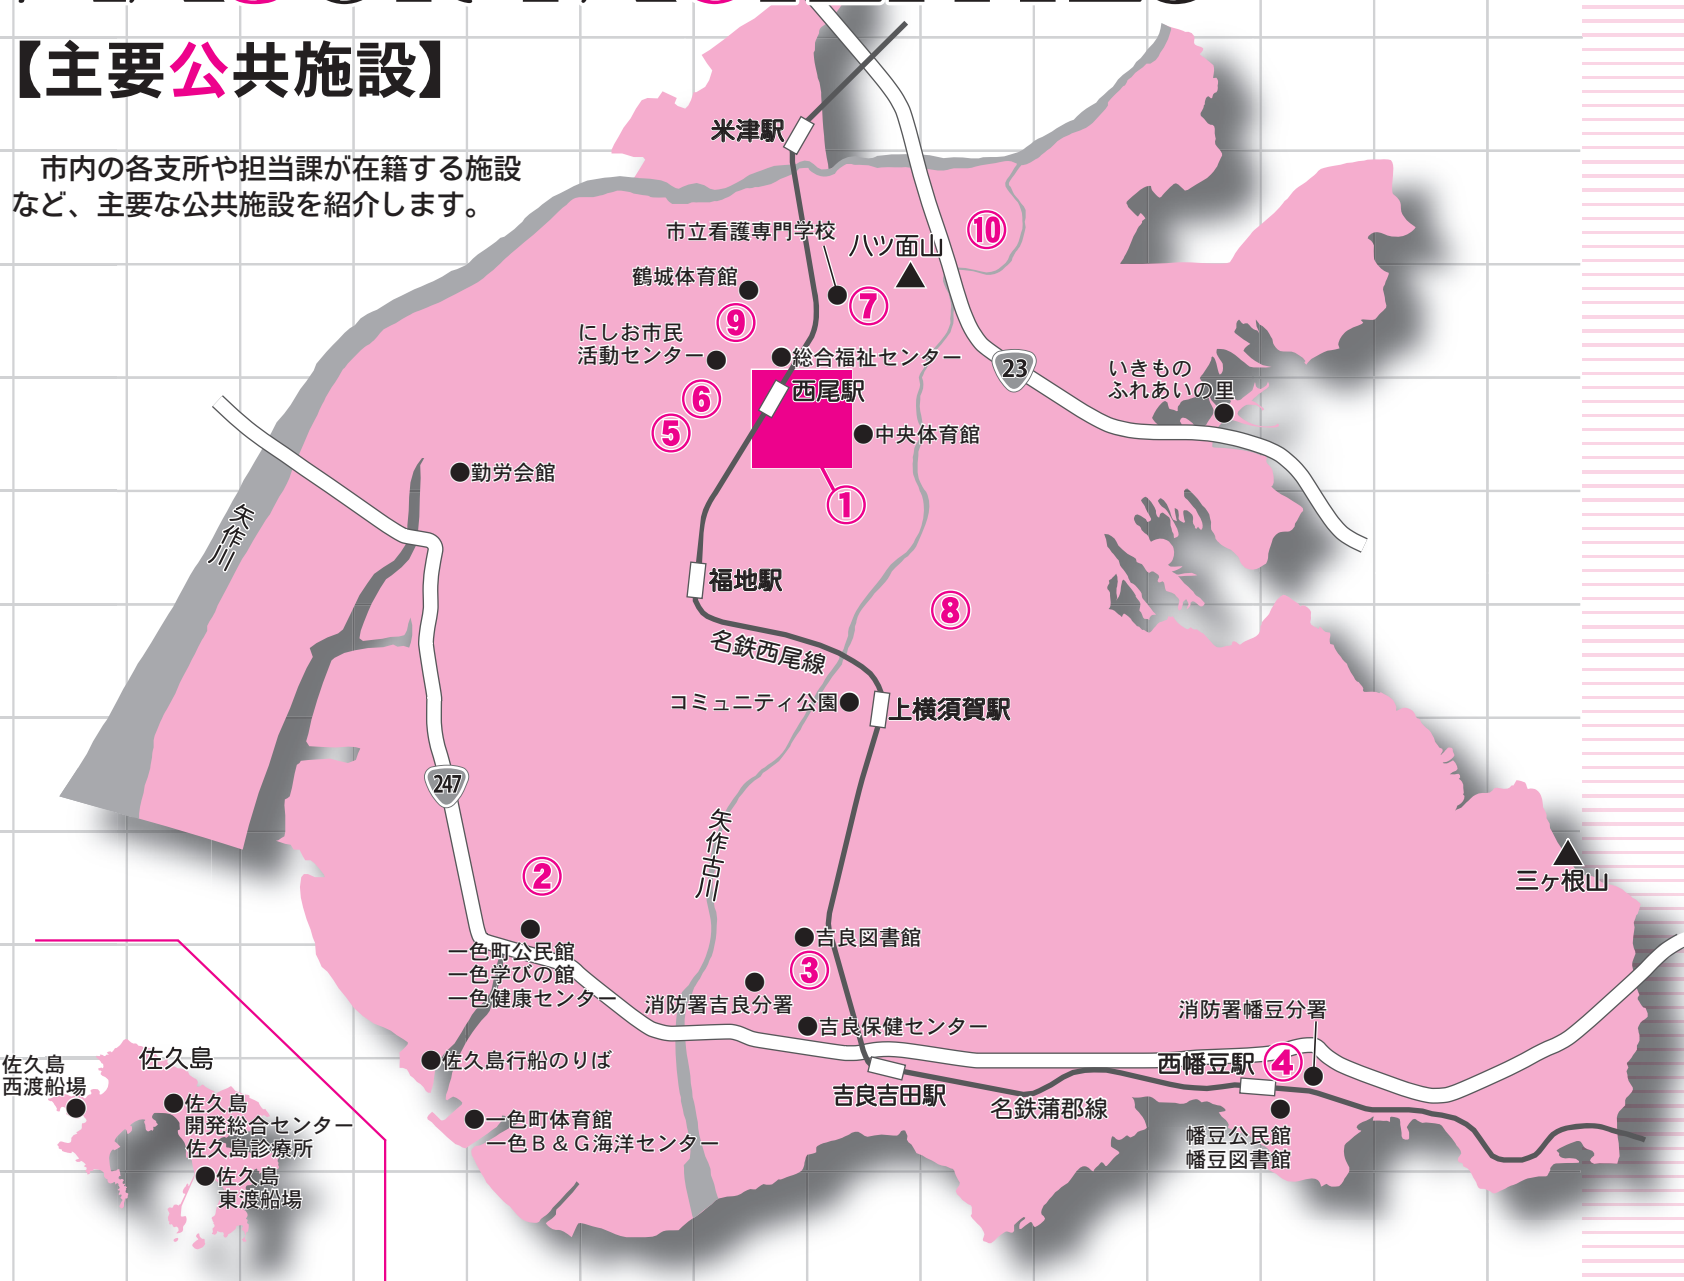 【主要公共施設】
市内の各支所や担当課が在籍する施設
など、主要な公共施設を紹介します。
米津駅
市立看護専門学校
八ツ面山
⑩
鶴城体育館
⑦
⑨
にしお市民
活動センター
総合福祉センター
23
いきもの
ふれあいの里
西尾駅
⑥
⑤
中央体育館
勤労会館
①
矢作川
福地駅
⑧
名鉄西尾線
コミュニティ公園
上横須賀駅
247
矢作古川
三ヶ根山
②
一色町公民館
一色学びの館
一色健康センター
吉良図書館
③
消防署吉良分署
吉良保健センター
消防署幡豆分署
西幡豆駅
④
佐久島行船のりば
吉良吉田駅
名鉄蒲郡線
一色町体育館
一色B&G海洋センター
幡豆公民館
幡豆図書館
佐久島
佐久島
西渡船場
佐久島
開発総合センター
佐久島診療所
佐久島
東渡船場